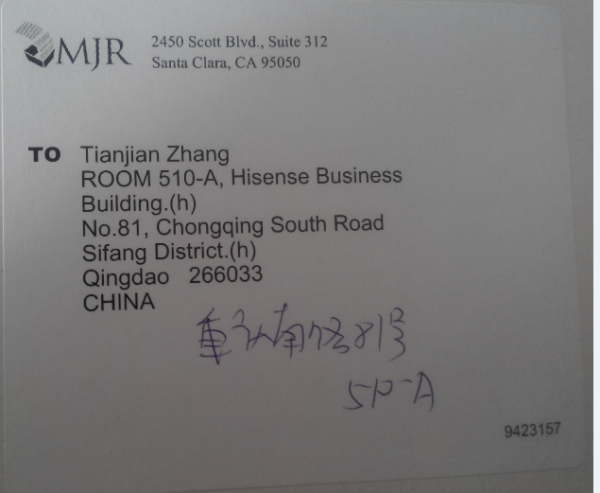 MJR
2450 Scott Blvd., Suite 312
Santa Clara, CA 95050
TO Tianjian Zhang
ROOM 510-A, Hisense Business
Building.(h)
No.81, Chongqing South Road
Sifang District.(h)
Qingdao 266033
CHINA
重庆南路81号
510-A
9423157